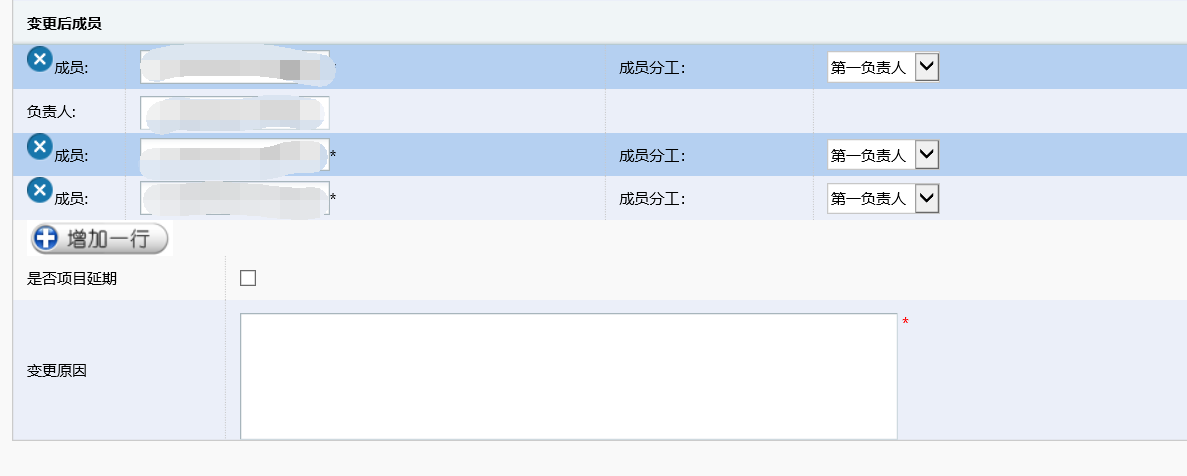 变更后成员
成员: 成员分工: 第一负责人
负责人:
成员: * 成员分工: 第一负责人
成员: * 成员分工: 第一负责人
增加一行
是否项目延期
变更原因 *